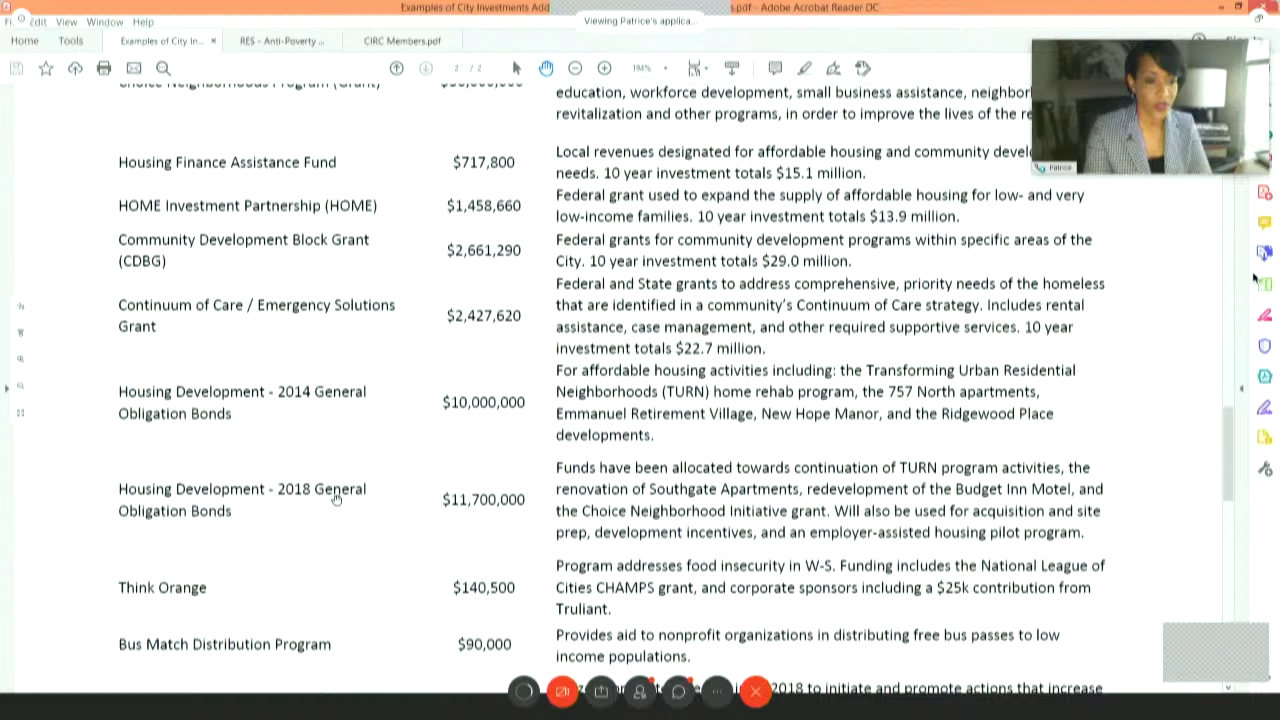 Examples of City Investments Add
s.pdf - Adobe Acrobat Reader DC
Edit View Window Help
Viewing Patrice's applica...
Home Tools Examples of City In... × RES - Anti-Poverty ... CIRC Members.pdf
2 / 2 194%
Choice Neighborhoods Program (Grant) $30,000,000
education, workforce development, small business assistance,
revitalization and other programs, in order to improve the lives of the
Patrice
Housing Finance Assistance Fund $717,800
Local revenues designated for affordable housing and community
needs. 10 year investment totals $15.1 million.
HOME Investment Partnership (HOME) $1,458,660
Federal grant used to expand the supply of affordable housing for low- and very
low-income families. 10 year investment totals $13.9 million.
Community Development Block Grant
(CDBG) $2,661,290
Federal grants for community development programs within specific areas of the
City. 10 year investment totals $29.0 million.
Continuum of Care / Emergency Solutions
Grant $2,427,620
Federal and State grants to address comprehensive, priority needs of the homeless
that are identified in a community's Continuum of Care strategy. Includes rental
assistance, case management, and other required supportive services. 10 year
investment totals $22.7 million.
Housing Development - 2014 General
Obligation Bonds $10,000,000
For affordable housing activities including: the Transforming Urban Residential
Neighborhoods (TURN) home rehab program, the 757 North apartments,
Emmanuel Retirement Village, New Hope Manor, and the Ridgewood Place
developments.
Housing Development - 2018 General
Obligation Bonds $11,700,000
Funds have been allocated towards continuation of TURN program activities, the
renovation of Southgate Apartments, redevelopment of the Budget Inn Motel, and
the Choice Neighborhood Initiative grant. Will also be used for acquisition and site
prep, development incentives, and an employer-assisted housing pilot program.
Think Orange $140,500
Program addresses food insecurity in W-S. Funding includes the National League of
Cities CHAMPS grant, and corporate sponsors including a $25k contribution from
Truliant.
Bus Match Distribution Program $90,000
Provides aid to nonprofit organizations in distributing free bus passes to low
income populations.
2018 to initiate and promote actions that increase